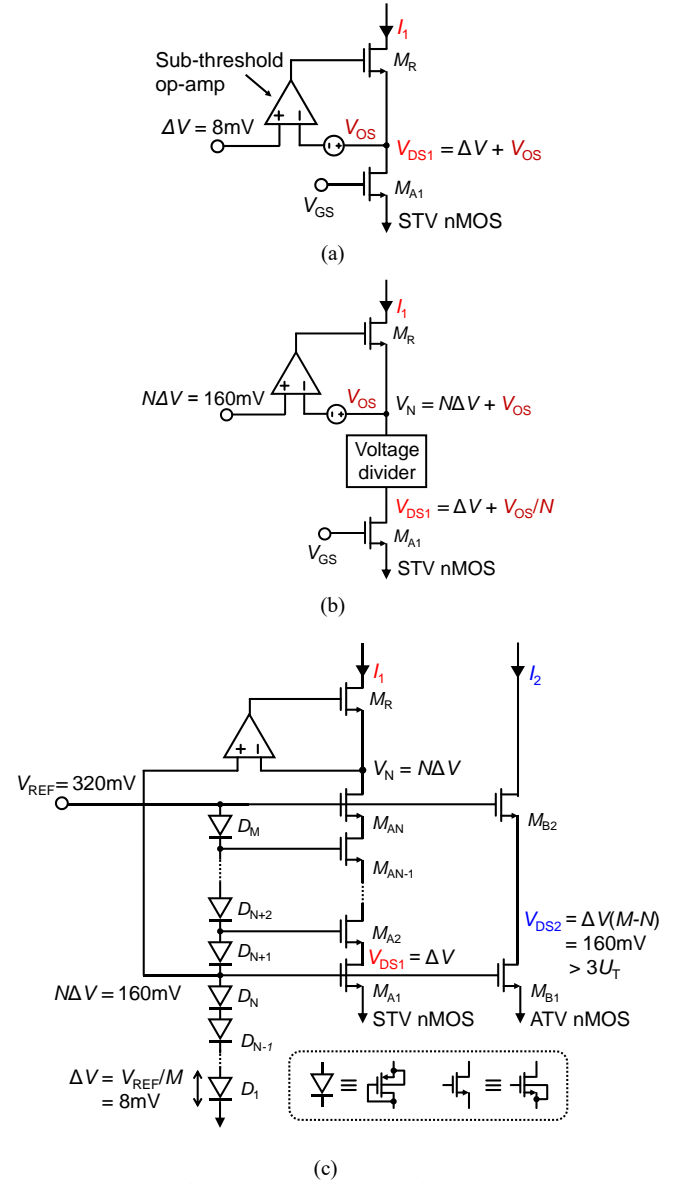 I1
MR
Sub-threshold
op-amp
+ −
ΔV = 8mV
VOS
- +
VDS1 = ΔV + VOS
VGS
MA1
STV nMOS
(a)
I1
MR
+ −
NΔV = 160mV
VOS
- +
VN = NΔV + VOS
Voltage
divider
VDS1 = ΔV + VOS/N
VGS
MA1
STV nMOS
(b)
I1
I2
MR
+ −
VN = NΔV
VREF = 320mV
DM
MAN
MB2
MAN-1
DN+2
MA2
VDS2 = ΔV(M-N)
DN+1
= 160mV
VDS1 = ΔV
> 3UT
NΔV = 160mV
DN
MA1
MB1
STV nMOS
ATV nMOS
DN-1
ΔV = VREF/M
= 8mV
D1
≡
≡
(c)